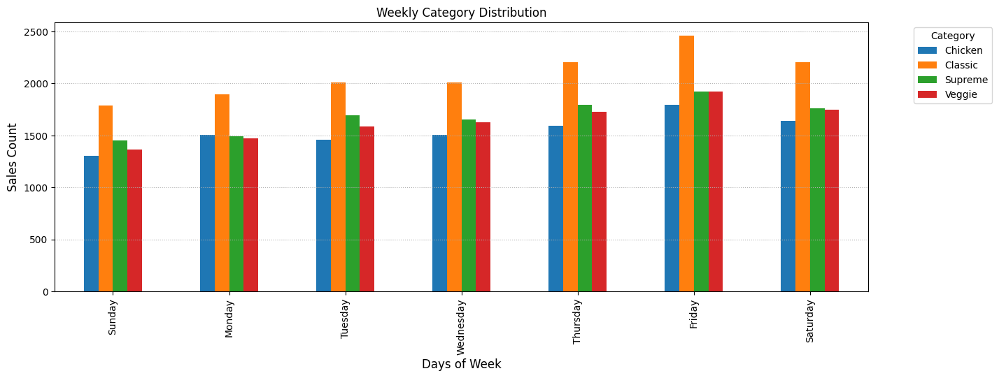 Weekly Category Distribution
2500
2000
1500
1000
500
0
Sales Count
Sunday
Monday
Tuesday
Wednesday
Thursday
Friday
Saturday
Days of Week
Category
Chicken
Classic
Supreme
Veggie